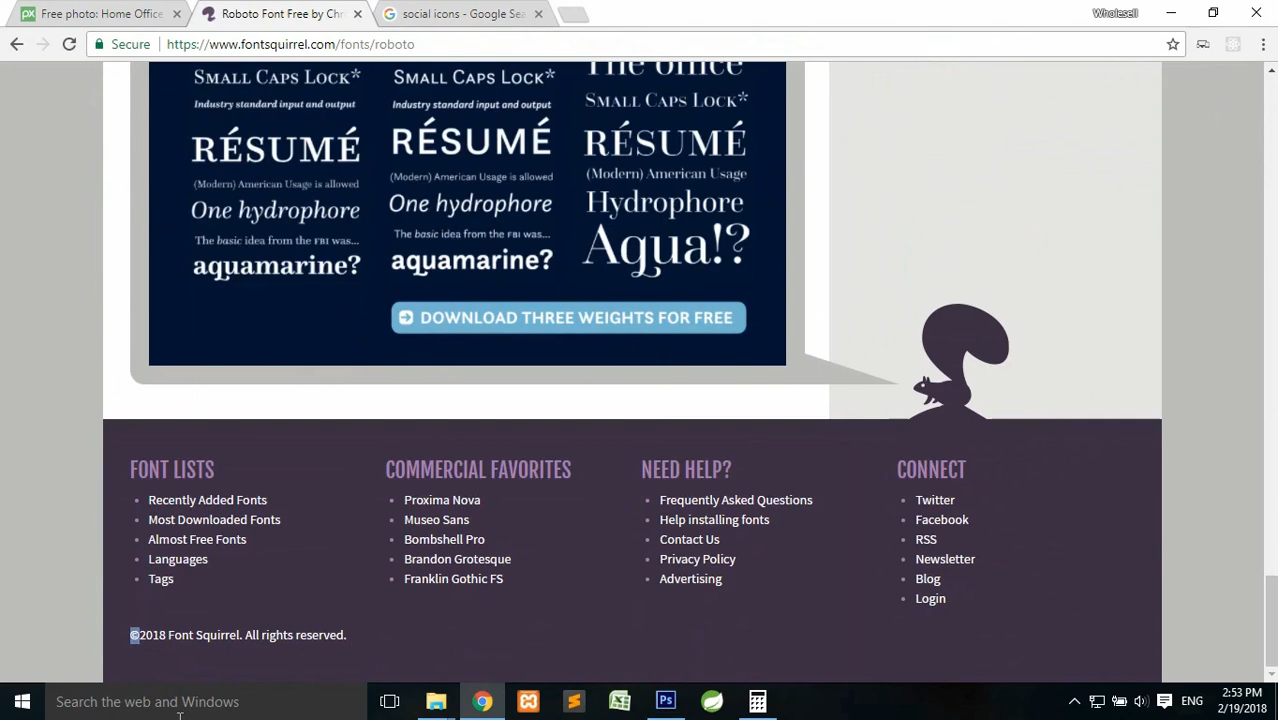 Free photo: Home Office
Roboto Font Free by Chr
social icons - Google Sea
Wholesell
Secure
https://www.fontsquirrel.com/fonts/roboto
SMALL CAPS LOCK*
SMALL CAPS LOCK*
The office
Industry standard input and output
Industry standard input and output
SMALL CAPS LOCK*
RÉSUMÉ
RÉSUMÉ
RÉSUMÉ
(Modern) American Usage is allowed
(Modern) American Usage is allowed
(Modern) American Usage
One hydrophore
One hydrophore
Hydrophore
The basic idea from the FBI was...
The basic idea from the FBI was...
aquamarine?
aquamarine?
Aqua!?
DOWNLOAD THREE WEIGHTS FOR FREE
FONT LISTS
Recently Added Fonts
Most Downloaded Fonts
Almost Free Fonts
Languages
Tags
COMMERCIAL FAVORITES
Proxima Nova
Museo Sans
Bombshell Pro
Brandon Grotesque
Franklin Gothic FS
NEED HELP?
Frequently Asked Questions
Help installing fonts
Contact Us
Privacy Policy
Advertising
CONNECT
Twitter
Facebook
RSS
Newsletter
Blog
Login
©2018 Font Squirrel. All rights reserved.
Search the web and Windows
Ps
ENG
2:53 PM
2/19/2018